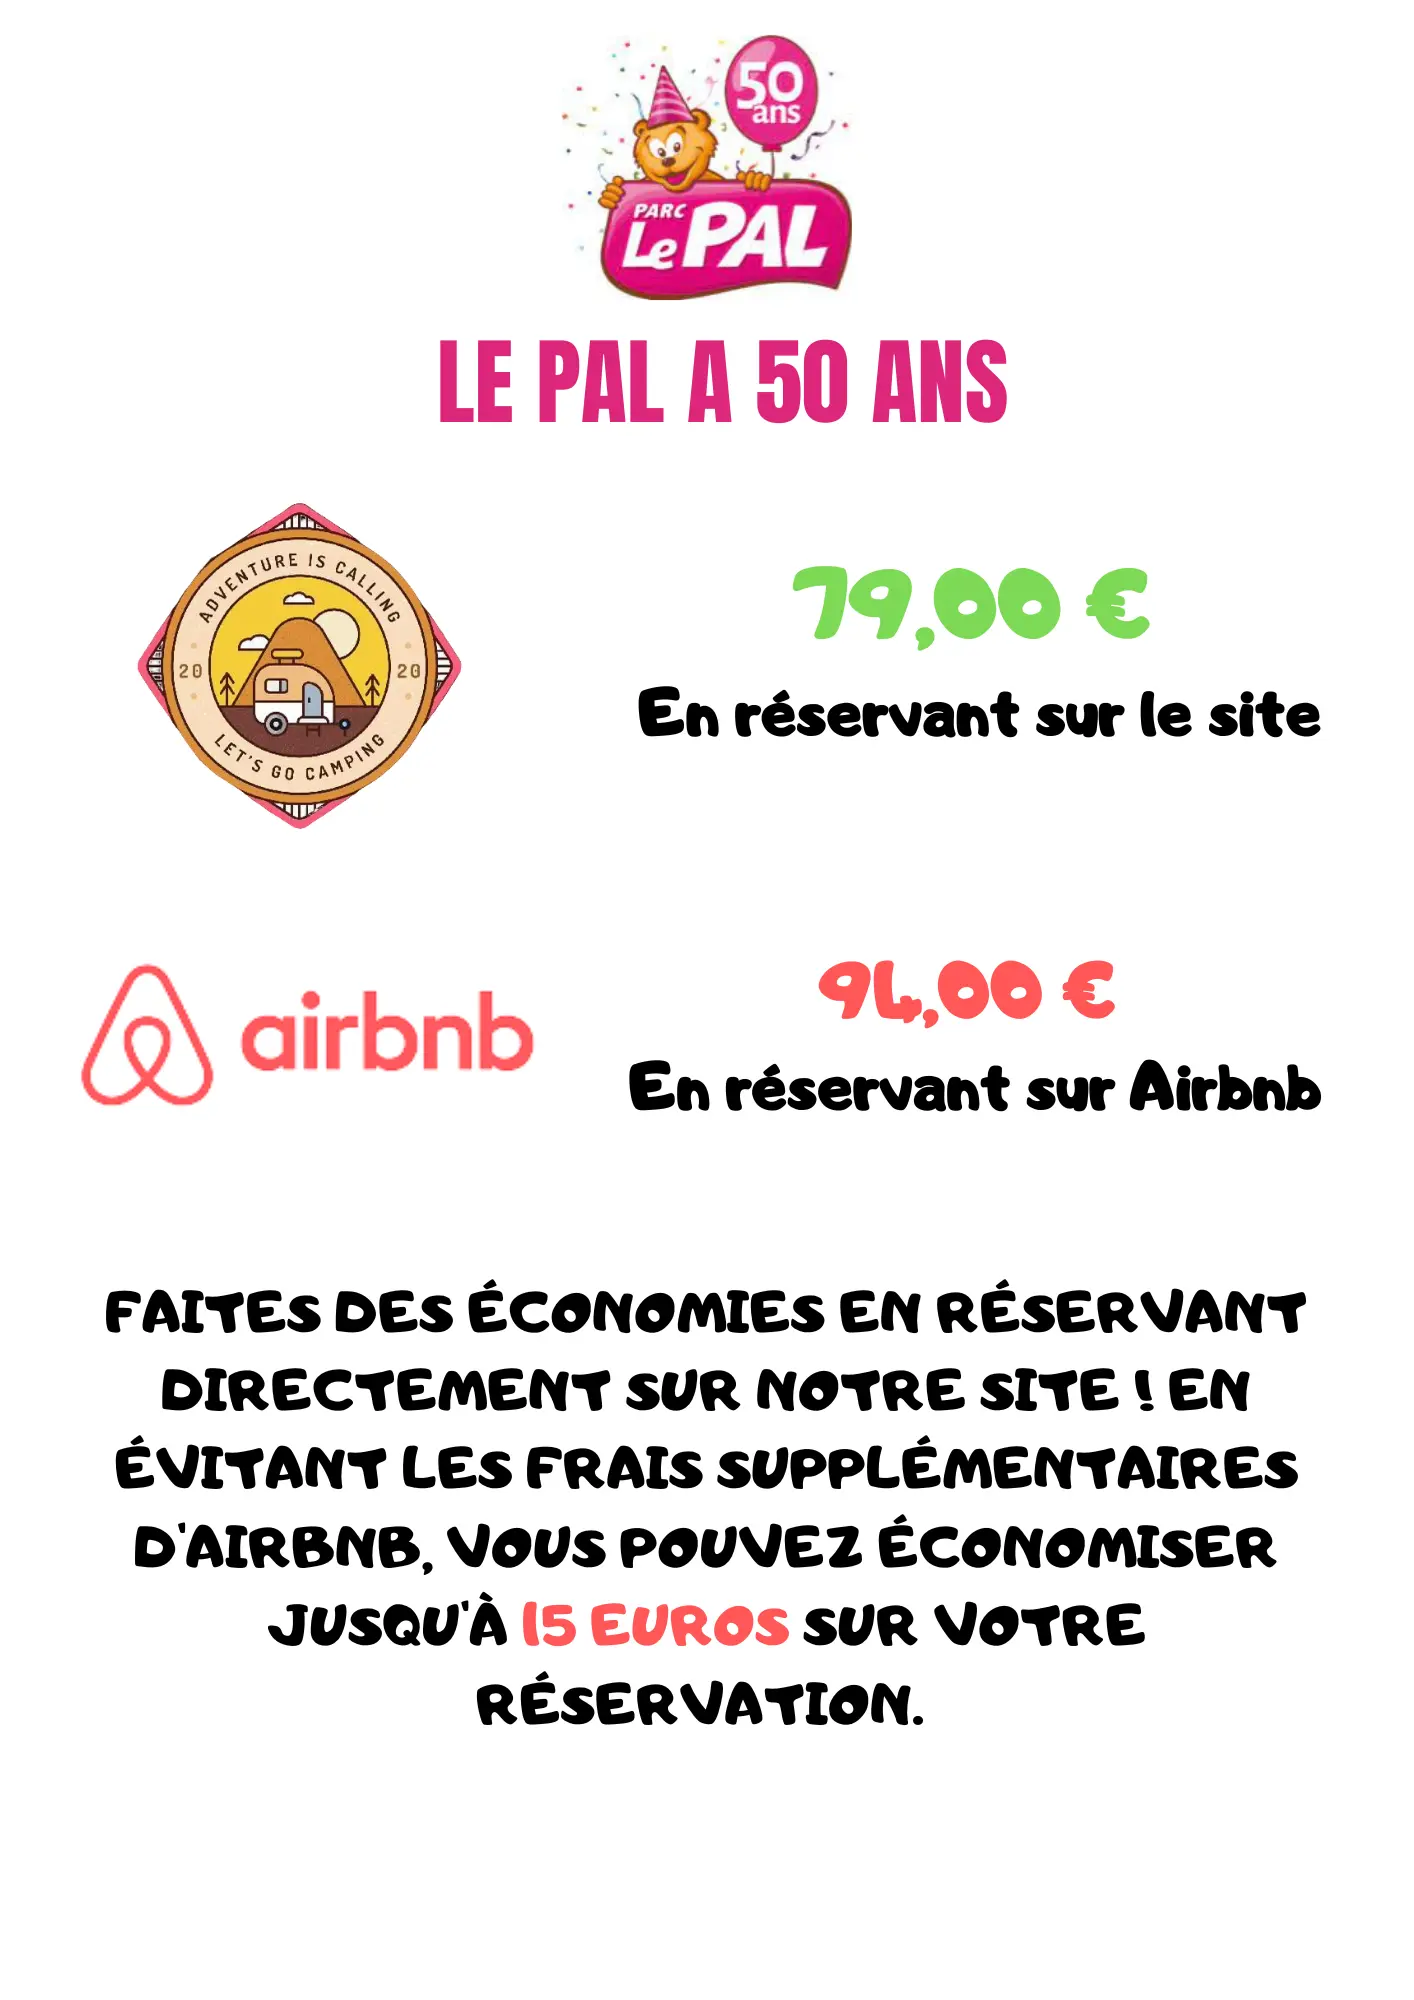 50
ans
PARC
Le PAL
LE PAL A 50 ANS
ADVENTURE IS CALLING
20 20
LET'S GO CAMPING
79,00 €
En réservant sur le site
airbnb
94,00 €
En réservant sur Airbnb
FAITES DES ÉCONOMIES EN RÉSERVANT
DIRECTEMENT SUR NOTRE SITE ! EN
ÉVITANT LES FRAIS SUPPLÉMENTAIRES
D'AIRBNB, VOUS POUVEZ ÉCONOMISER
JUSQU'À 15 EUROS SUR VOTRE
RÉSERVATION.